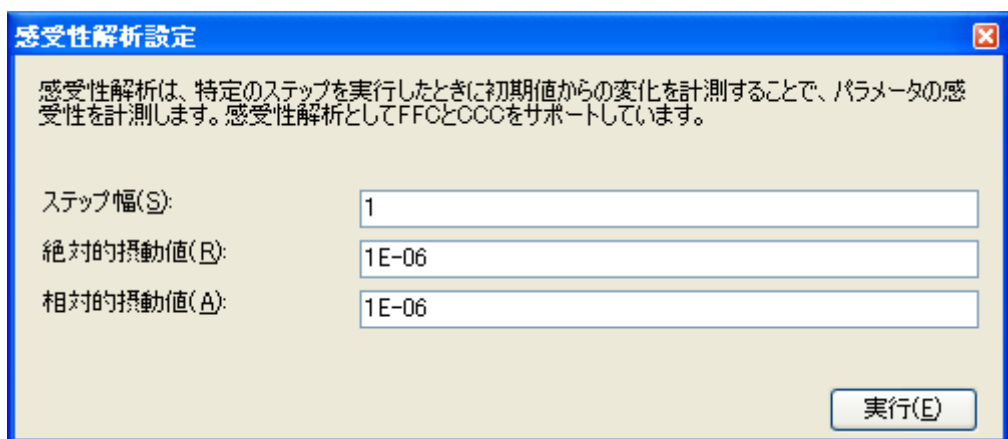 感受性解析設定
感受性解析は、特定のステップを実行したときに初期値からの変化を計測することで、パラメータの感
受性を計測します。感受性解析としてFFCとCCCをサポートしています。
ステップ幅(S):
1
絶対的摂動値(R):
1E-06
相対的摂動値(A):
1E-06
実行(E)